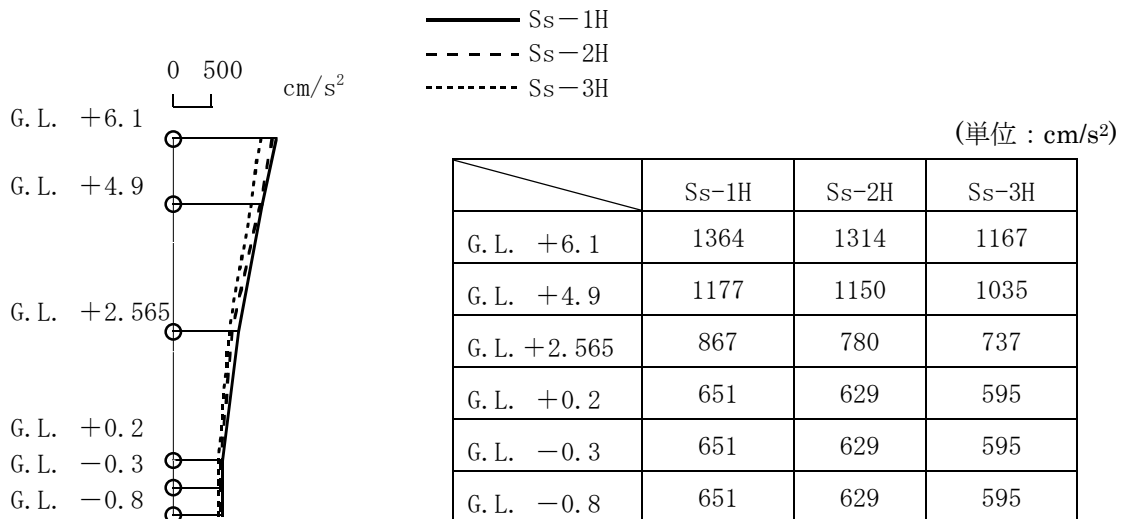 Ss－1H
Ss－2H
Ss－3H
0 500
cm/s²
G.L. ＋6.1
G.L. ＋4.9
G.L. ＋2.565
G.L. ＋0.2
G.L. －0.3
G.L. －0.8
(単位：cm/s²)
Ss-1H Ss-2H Ss-3H
G.L. ＋6.1 1364 1314 1167
G.L. ＋4.9 1177 1150 1035
G.L.＋2.565 867 780 737
G.L. ＋0.2 651 629 595
G.L. －0.3 651 629 595
G.L. －0.8 651 629 595